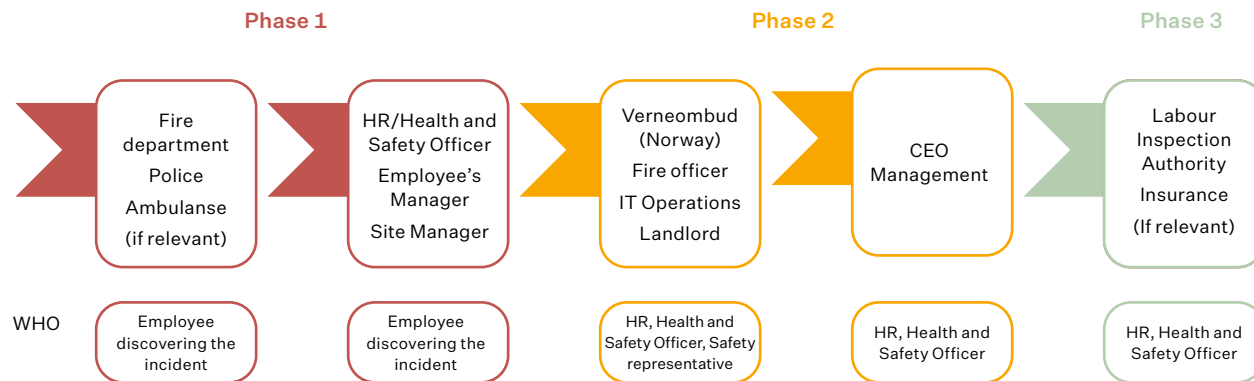 Phase 1
Phase 2
Phase 3
Fire
department
Police
Ambulanse
(if relevant)
HR/Health and
Safety Officer
Employee's
Manager
Site Manager
Verneombud
(Norway)
Fire officer
IT Operations
Landlord
CEO
Management
Labour
Inspection
Authority
Insurance
(If relevant)
WHO
Employee
discovering the
incident
Employee
discovering the
incident
HR, Health and
Safety Officer, Safety
representative
HR, Health and
Safety Officer
HR, Health and
Safety Officer